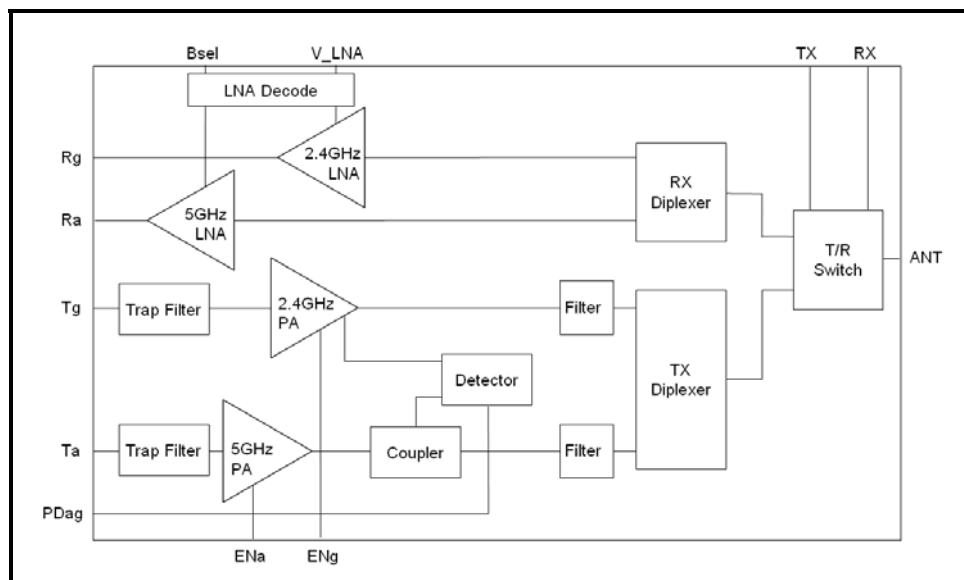 Bsel V_LNA TX RX
LNA Decode
Rg
2.4GHz
LNA
RX
Diplexer
Ra
5GHz
LNA
T/R
Switch
ANT
Tg
Trap Filter
2.4GHz
PA
Filter
TX
Diplexer
Detector
Ta
Trap Filter
5GHz
PA
Coupler
Filter
PDag
ENa ENg